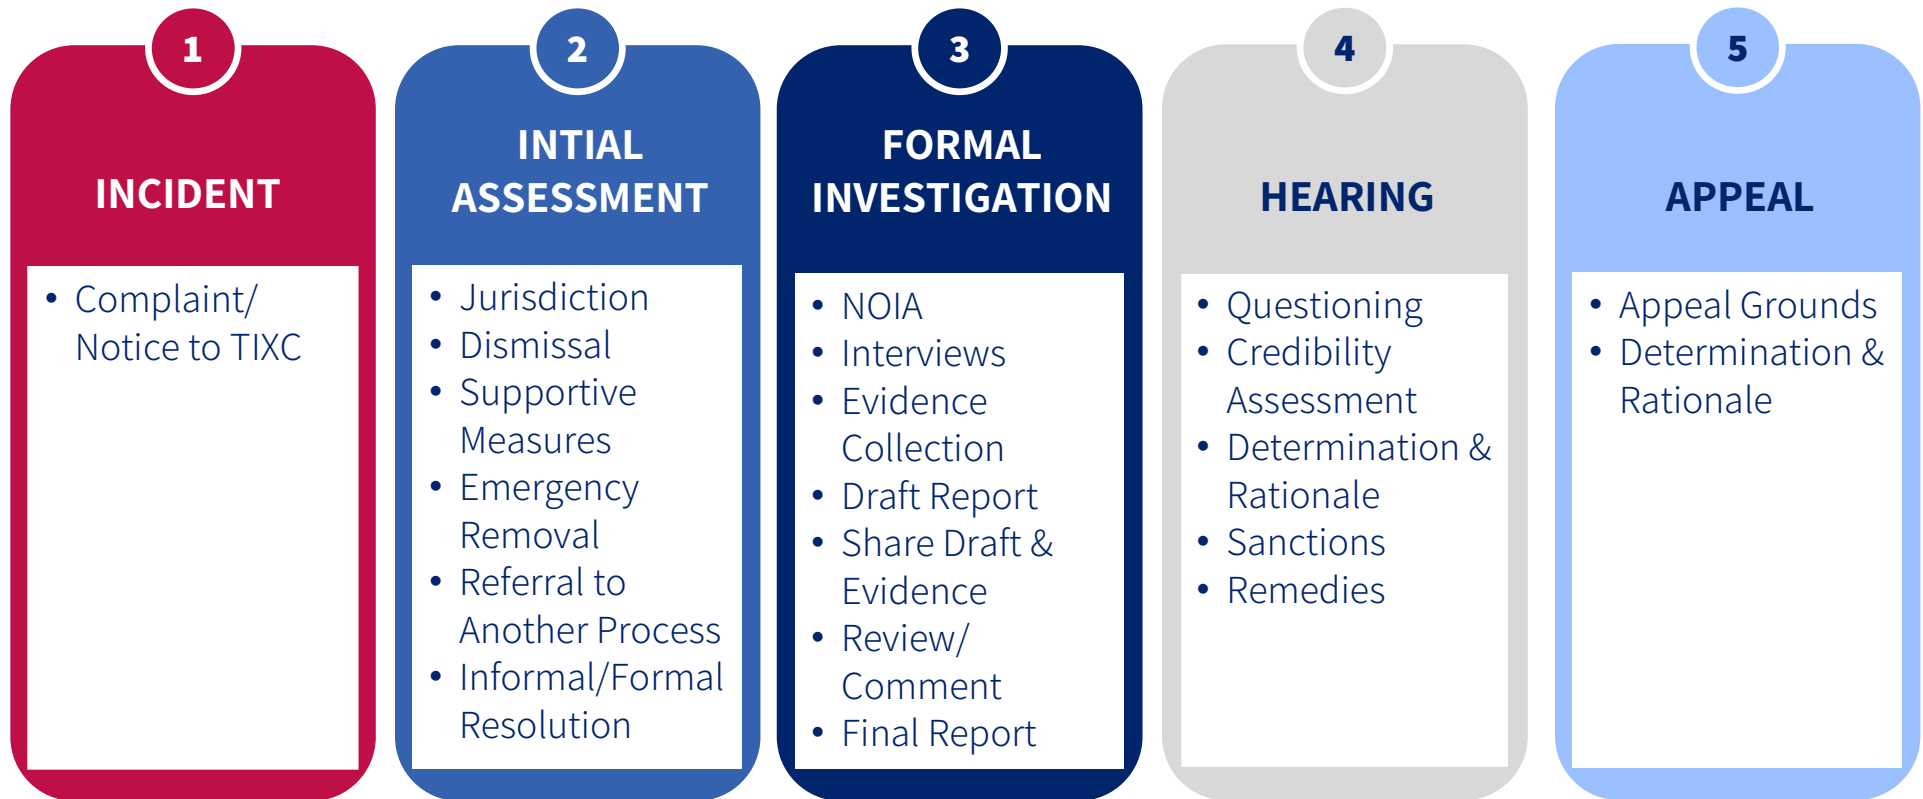 1
INCIDENT
• Complaint/
Notice to TIXC
2
INTIAL
ASSESSMENT
• Jurisdiction
• Dismissal
• Supportive
Measures
• Emergency
Removal
• Referral to
Another Process
• Informal/Formal
Resolution
3
FORMAL
INVESTIGATION
• NOIA
• Interviews
• Evidence
Collection
• Draft Report
• Share Draft &
Evidence
• Review/
Comment
• Final Report
4
HEARING
• Questioning
• Credibility
Assessment
• Determination &
Rationale
• Sanctions
• Remedies
5
APPEAL
• Appeal Grounds
• Determination &
Rationale